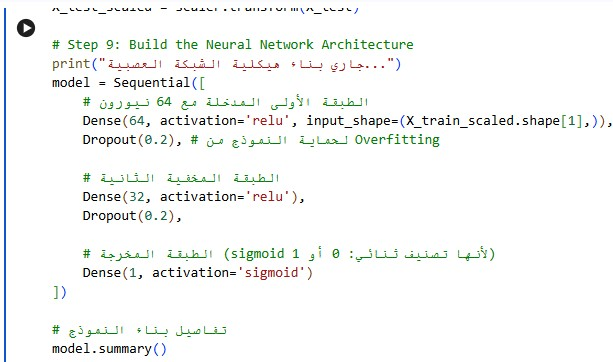 X_test_scaled = scaler.transform(X_test)
# Step 9: Build the Neural Network Architecture
print("جاري بناء هيكلية الشبكة العصبية...")
model = Sequential([
# الطبقة الأولى المدخلة مع 64 نيورون
Dense(64, activation='relu', input_shape=(X_train_scaled.shape[1],)),
Dropout(0.2), # لحماية النموذج من Overfitting
# الطبقة المخفية الثانية
Dense(32, activation='relu'),
Dropout(0.2),
# الطبقة المخرجة (sigmoid لأنها تصنيف ثنائي: 0 أو 1)
Dense(1, activation='sigmoid')
])
# تفاصيل بناء النموذج
model.summary()